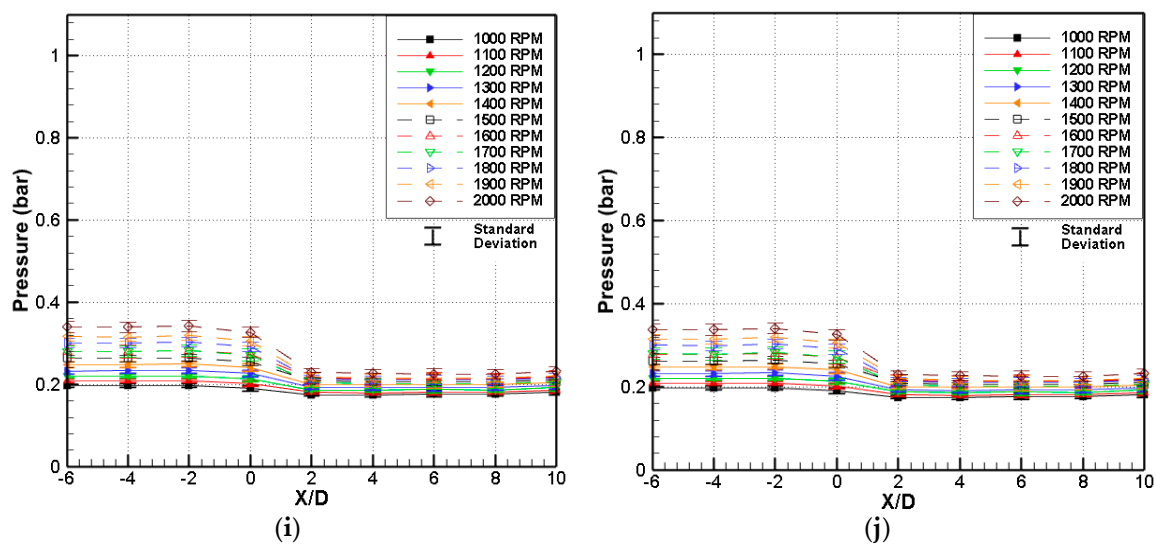 1000 RPM
1100 RPM
1200 RPM
1300 RPM
1400 RPM
1500 RPM
1600 RPM
1700 RPM
1800 RPM
1900 RPM
2000 RPM
Standard
Deviation
Pressure (bar)
1
0.8
0.6
0.4
0.2
0
-6 -4 -2 0 2 4 6 8 10
X/D
(i)
1000 RPM
1100 RPM
1200 RPM
1300 RPM
1400 RPM
1500 RPM
1600 RPM
1700 RPM
1800 RPM
1900 RPM
2000 RPM
Standard
Deviation
Pressure (bar)
1
0.8
0.6
0.4
0.2
0
-6 -4 -2 0 2 4 6 8 10
X/D
(j)